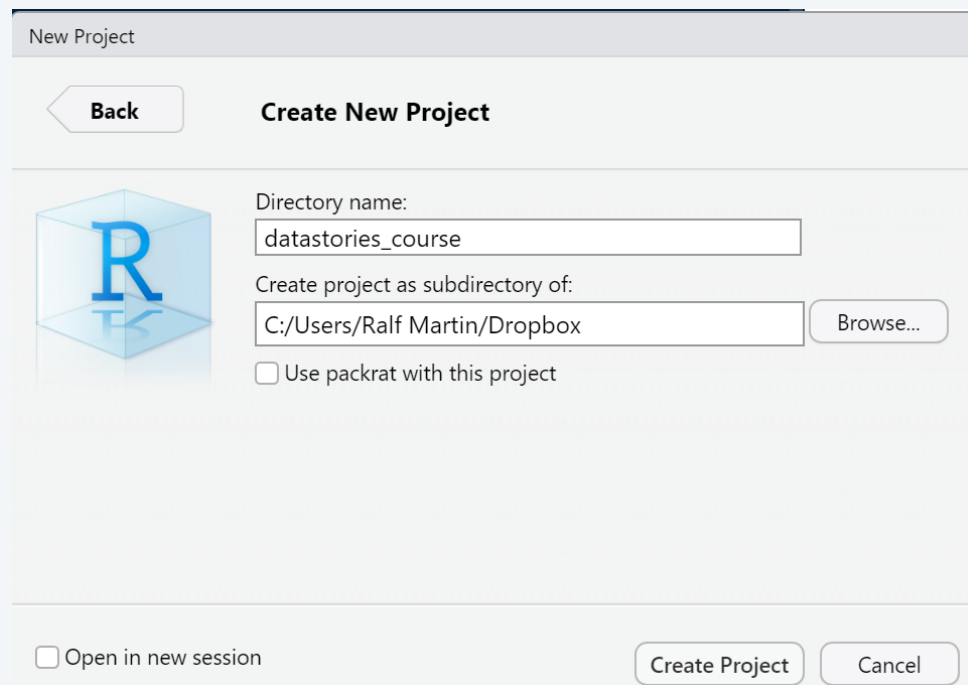 New Project
Back
Create New Project
R
Directory name:
datastories_course
Create project as subdirectory of:
C:/Users/Ralf Martin/Dropbox
Browse...
Use packrat with this project
Open in new session
Create Project
Cancel